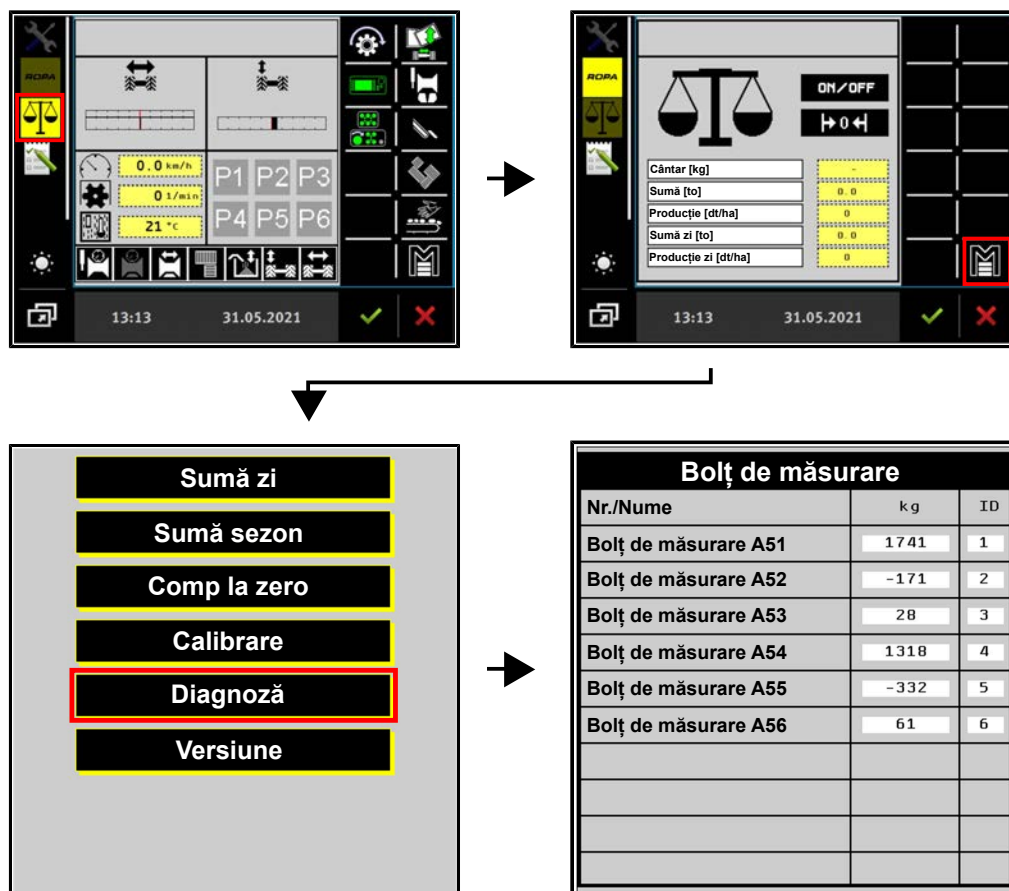 ROPA
0.0 km/h
0 1/min
21 °C
P1 P2 P3
P4 P5 P6
13:13 31.05.2021
ROPA
ON/OFF
0
Cântar [kg] -
Sumă [to] 0.0
Producție [dt/ha] 0
Sumă zi [to] 0.0
Producție zi [dt/ha] 0
13:13 31.05.2021
Sumă zi
Sumă sezon
Comp la zero
Calibrare
Diagnoză
Versiune
Bolț de măsurare
Nr./Nume kg ID
Bolț de măsurare A51 1741 1
Bolț de măsurare A52 -171 2
Bolț de măsurare A53 28 3
Bolț de măsurare A54 1318 4
Bolț de măsurare A55 -332 5
Bolț de măsurare A56 61 6